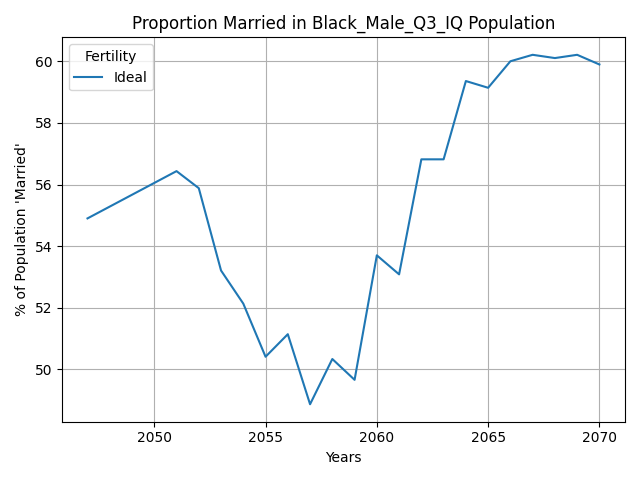 Proportion Married in Black_Male_Q3_IQ Population
Fertility
Ideal
% of Population 'Married'
60
58
56
54
52
50
2050
2055
2060
2065
2070
Years